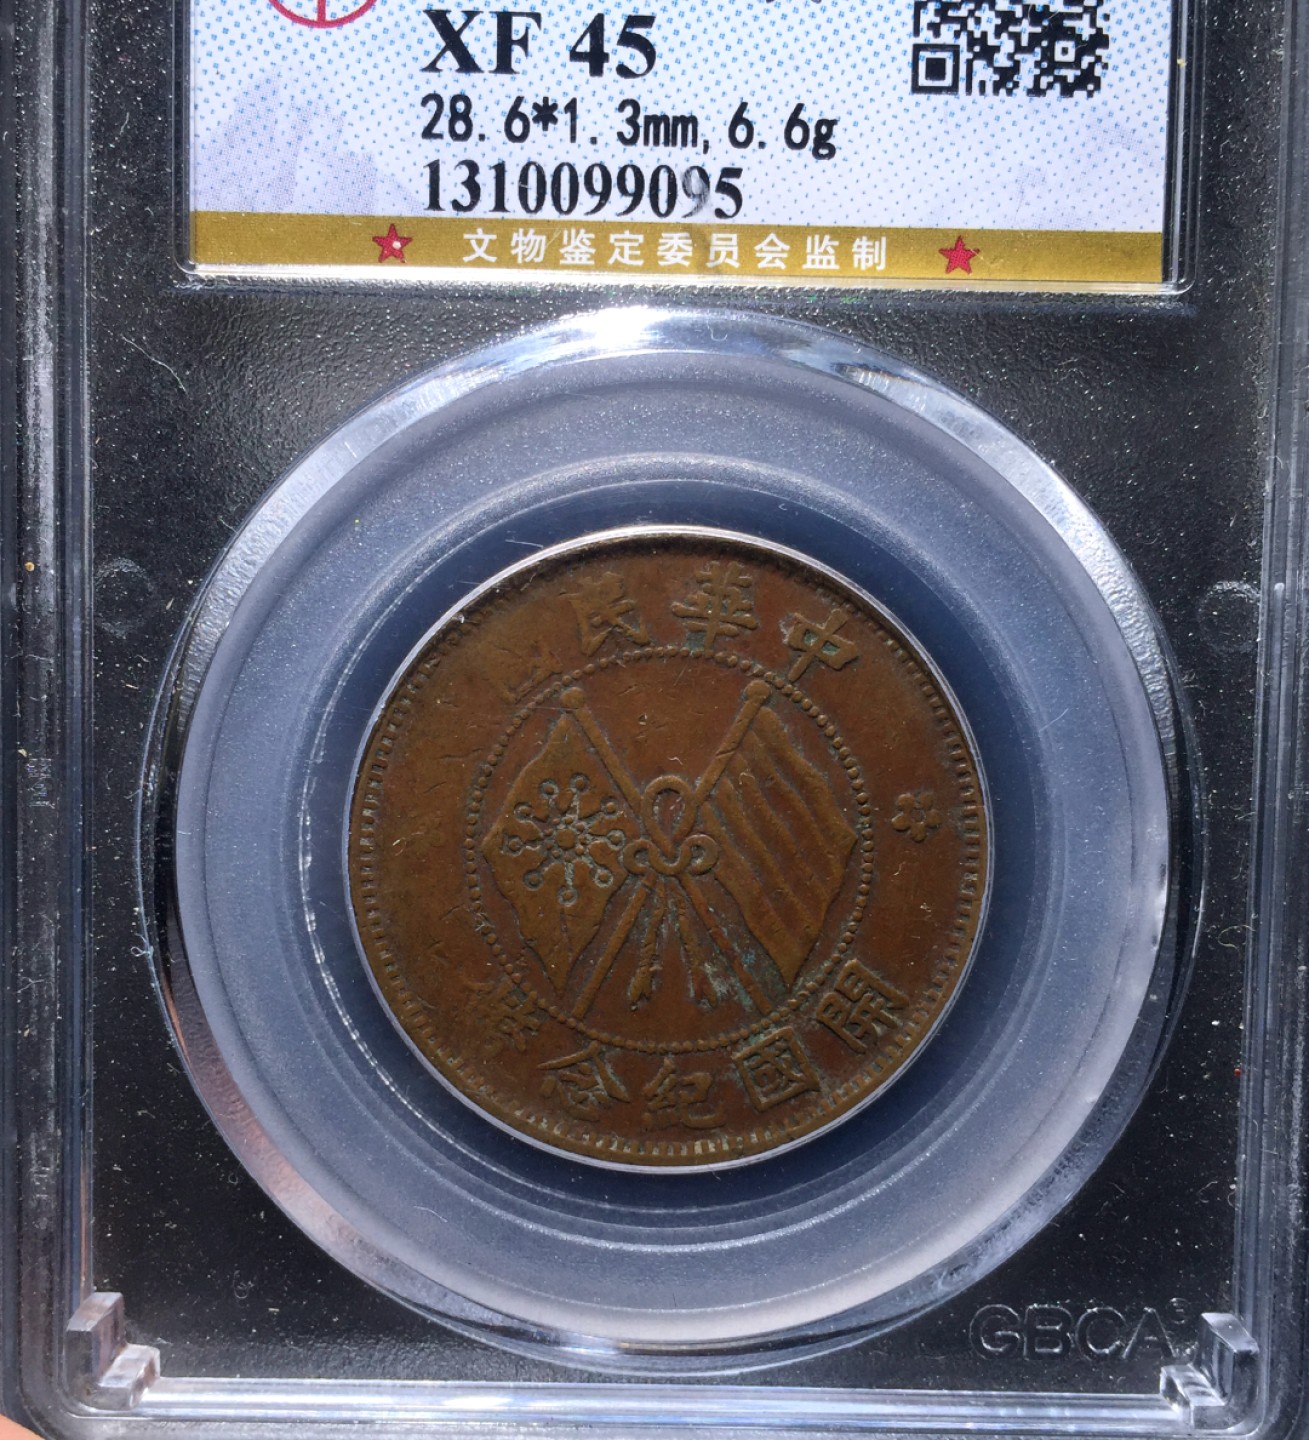 XF 45
28.6*1.3mm,6.6g
1310099095
文物鉴定委员会监制
中華民國
開國紀念幣
GBCA